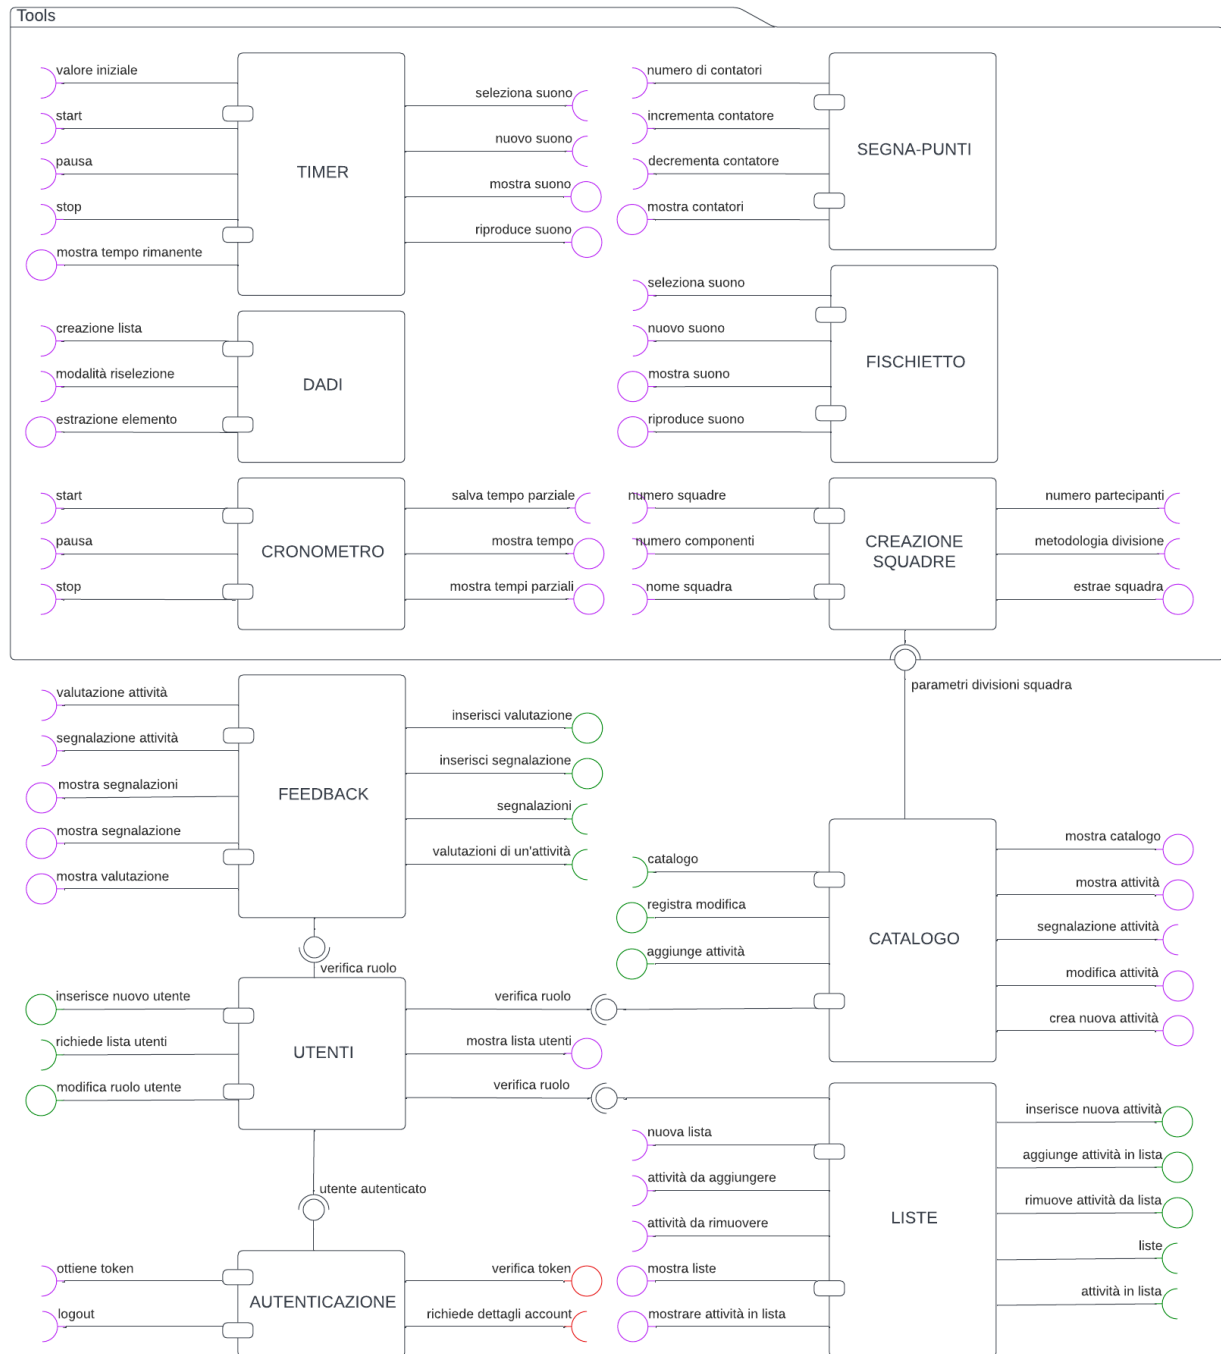 Tools
valore iniziale
start
pausa
stop
mostra tempo rimanente
TIMER
seleziona suono
nuovo suono
mostra suono
riproduce suono
numero di contatori
incrementa contatore
decrementa contatore
mostra contatori
SEGNA-PUNTI
creazione lista
modalità riselezione
estrazione elemento
DADI
seleziona suono
nuovo suono
mostra suono
riproduce suono
FISCHIETTO
start
pausa
stop
CRONOMETRO
salva tempo parziale
mostra tempo
mostra tempi parziali
numero squadre
numero componenti
nome squadra
CREAZIONE
SQUADRE
numero partecipanti
metodologia divisione
estrae squadra
parametri divisioni squadra
valutazione attività
segnalazione attività
mostra segnalazioni
mostra segnalazione
mostra valutazione
FEEDBACK
inserisci valutazione
inserisci segnalazione
segnalazioni
valutazioni di un'attività
verifica ruolo
catalogo
registra modifica
aggiunge attività
CATALOGO
mostra catalogo
mostra attività
segnalazione attività
modifica attività
crea nuova attività
inserisce nuovo utente
richiede lista utenti
modifica ruolo utente
UTENTI
verifica ruolo
mostra lista utenti
verifica ruolo
utente autenticato
nuova lista
attività da aggiungere
attività da rimuovere
mostra liste
mostrare attività in lista
LISTE
inserisce nuova attività
aggiunge attività in lista
rimuove attività da lista
liste
attività in lista
ottiene token
logout
AUTENTICAZIONE
verifica token
richiede dettagli account